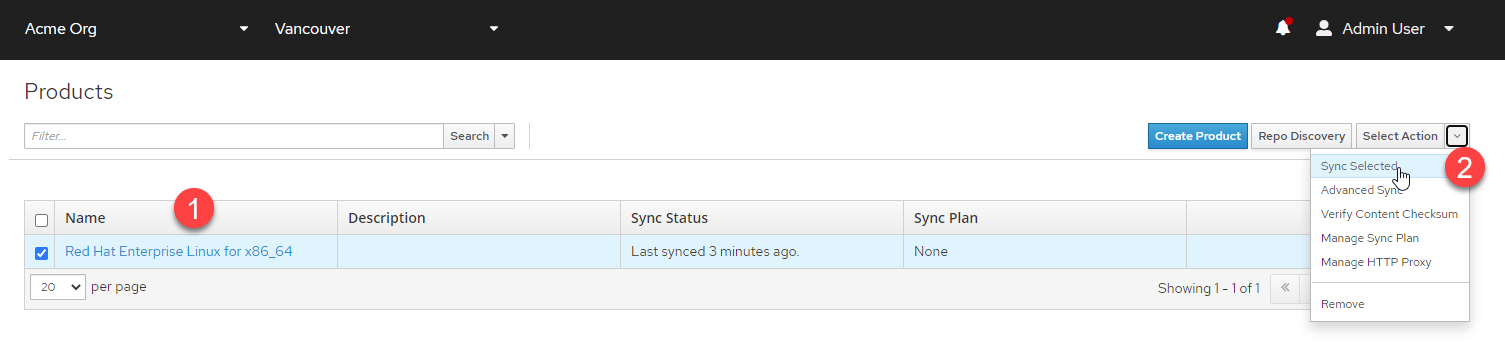 Acme Org Vancouver Admin User
Products
Filter... Search Create Product Repo Discovery Select Action
Sync Selected 2
Advanced Sync
Verify Content Checksum
Manage Sync Plan
Manage HTTP Proxy
Remove
1
Name Description Sync Status Sync Plan
Red Hat Enterprise Linux for x86_64 Last synced 3 minutes ago. None
20 per page Showing 1 - 1 of 1 «